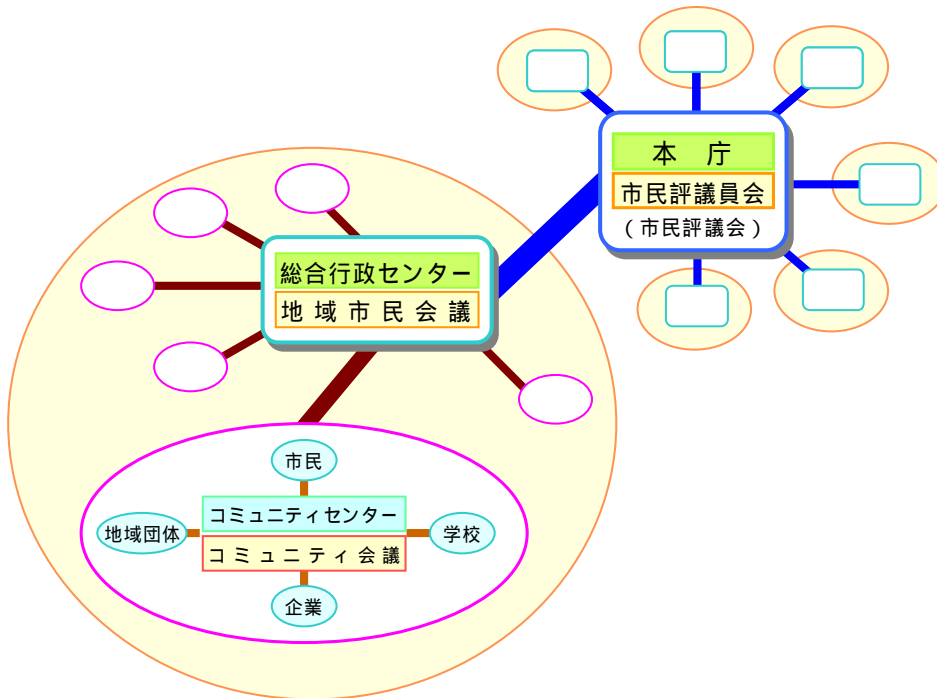 本 庁
市民評議員会
(市民評議会)
総合行政センター
地域市民会議
市民
コミュニティセンター
地域団体
学校
コミュニティ会議
企業